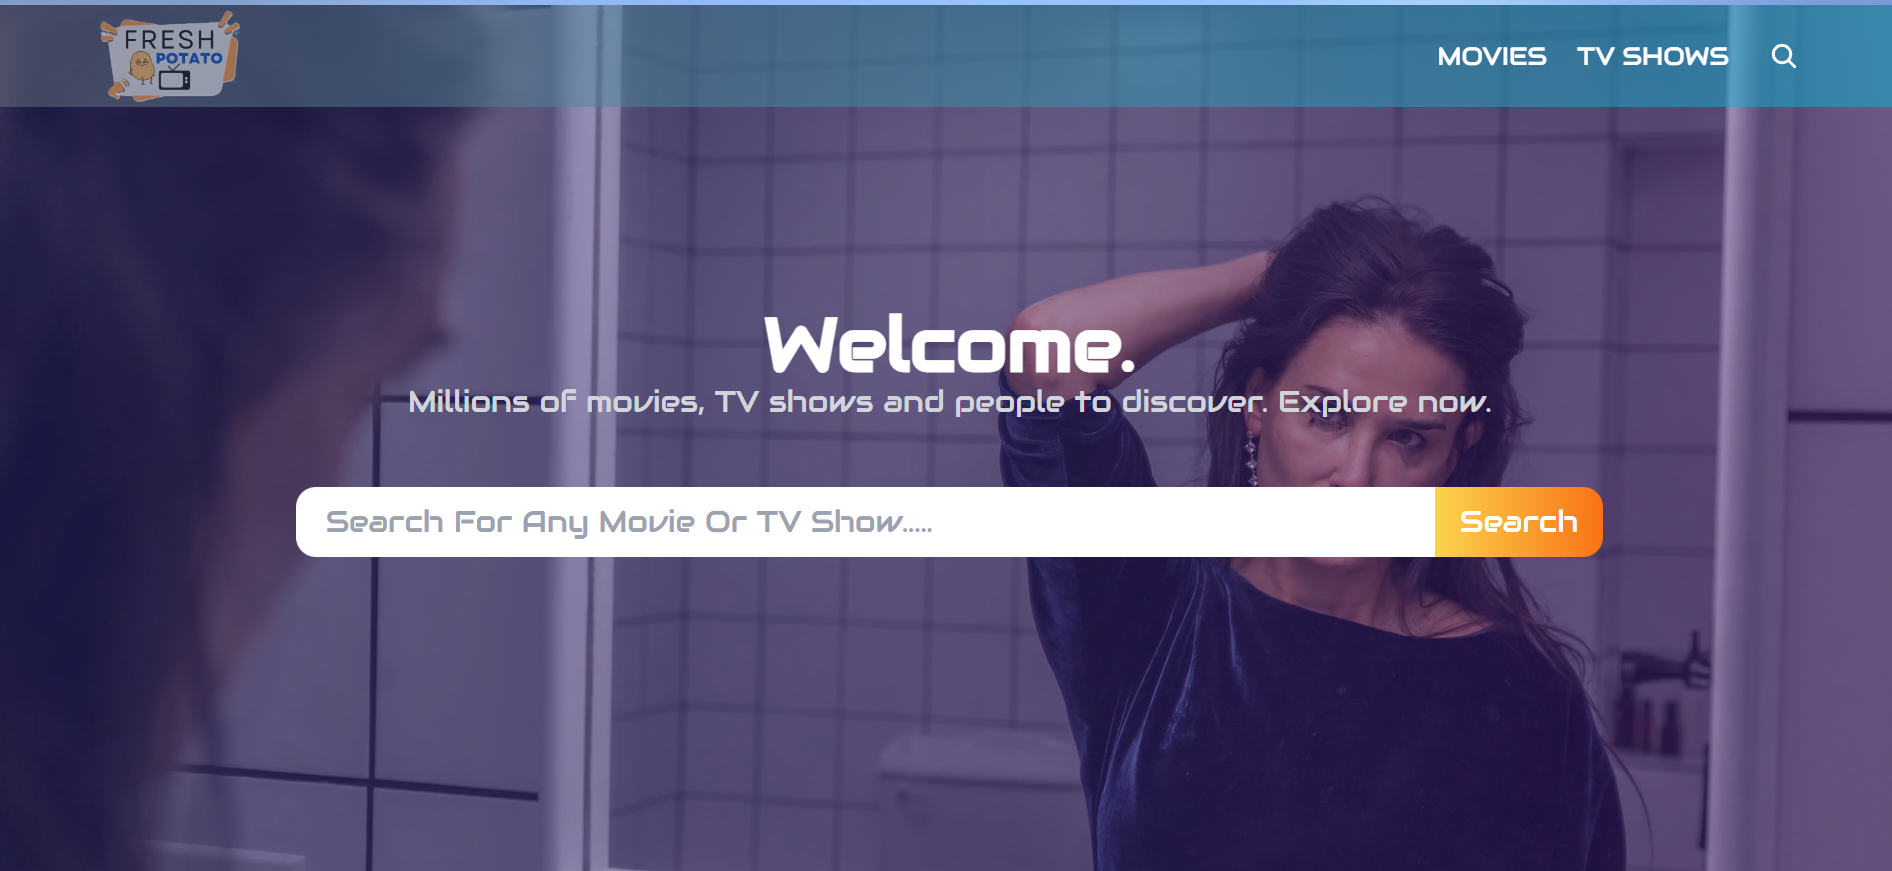 FRESH
POTATO
MOVIES
TV SHOWS
Welcome.
Millions of movies, TV shows and people to discover. Explore now.
Search For Any Movie Or TV Show.....
Search